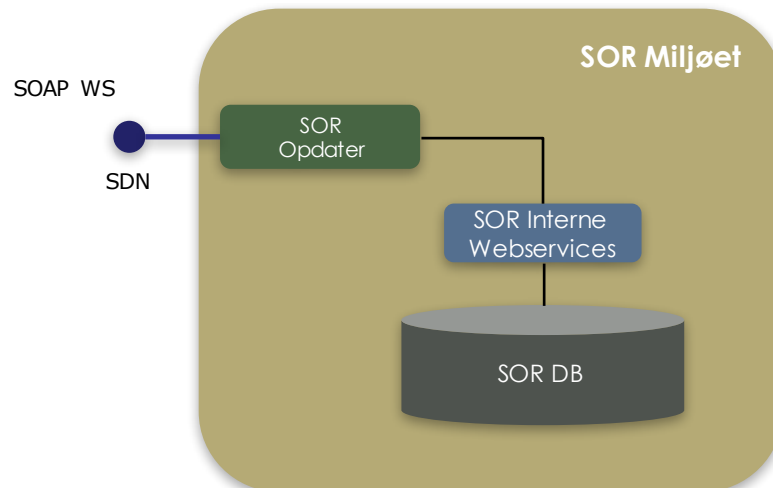 SOR Miljøet
SOAP WS
SDN
SOR
Opdater
SOR Interne
Webservices
SOR DB